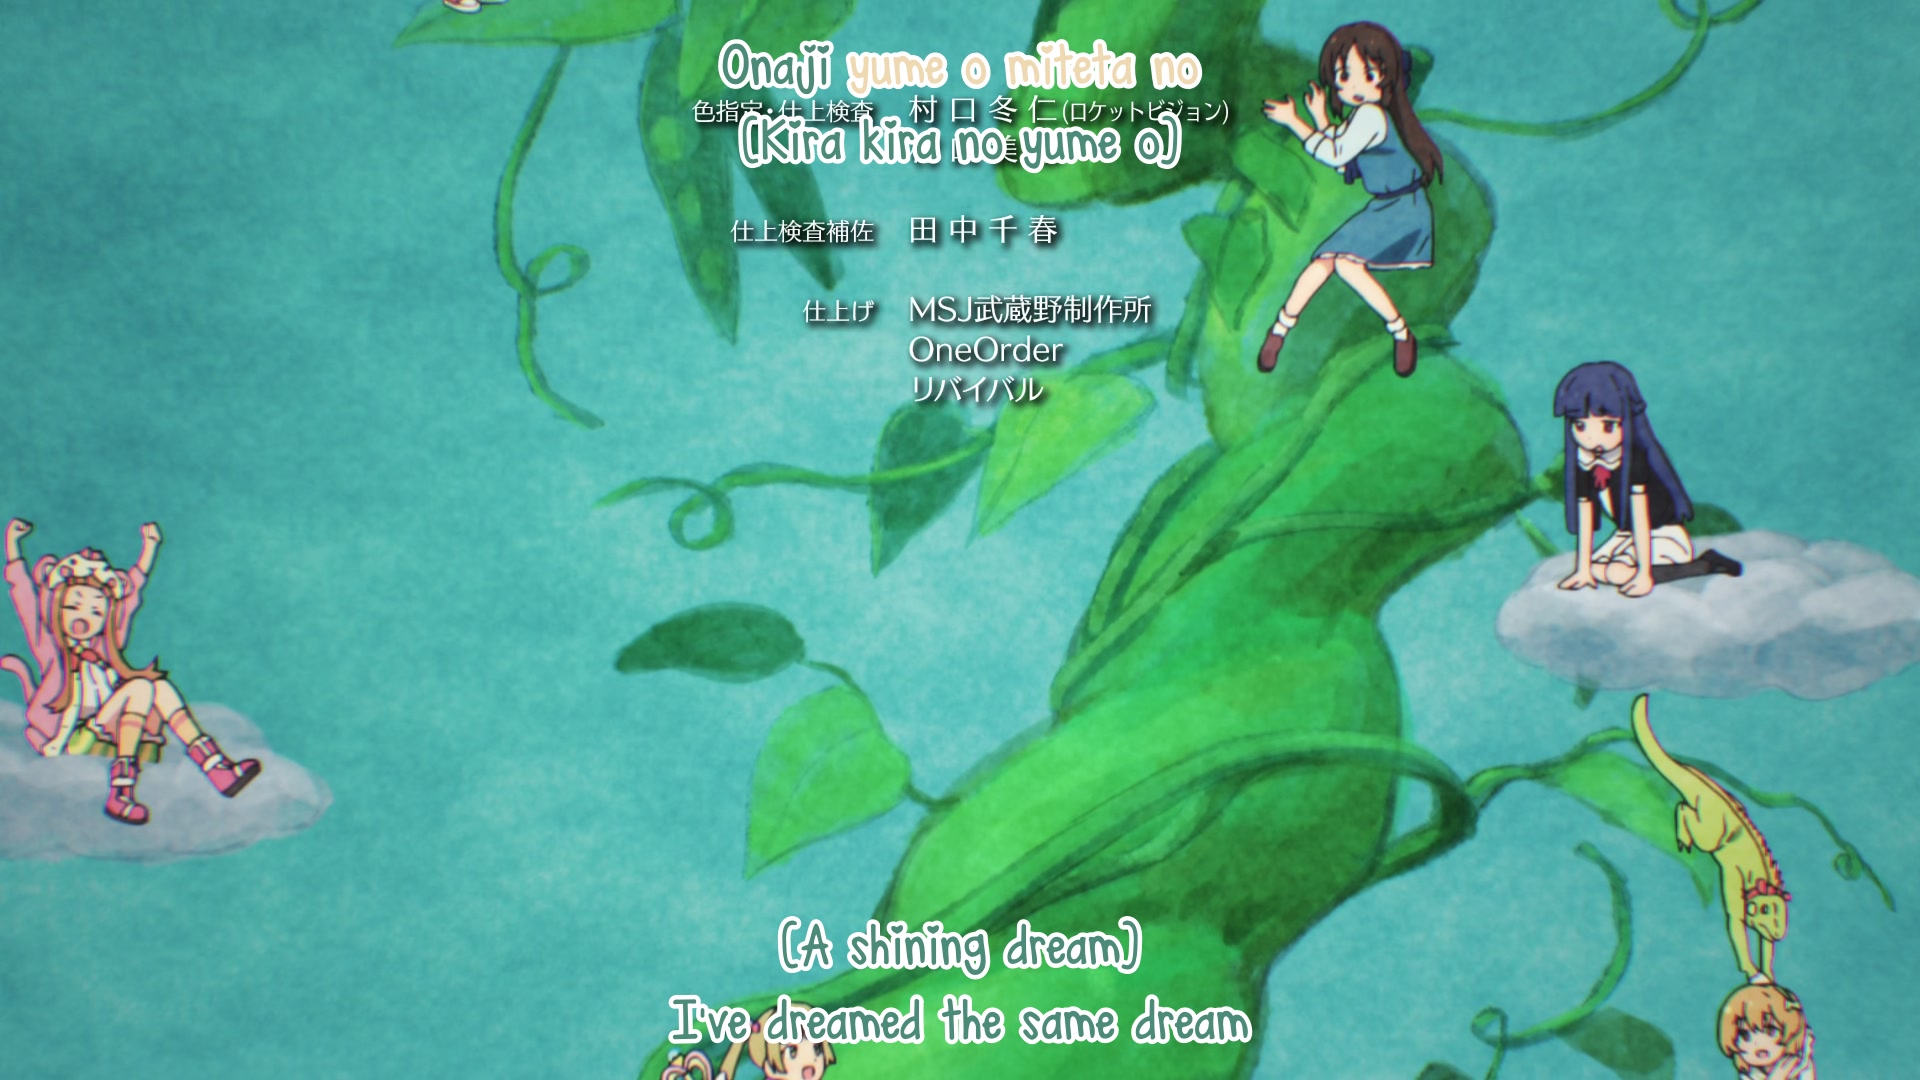 Onaji yume o miteta no
色指定・仕上検査 村口冬仁(ロケットビジョン)
(Kira kira no yume o)
仕上検査補佐 田中千春
仕上げ MSJ武蔵野制作所
OneOrder
リバイバル
(A shining dream)
I've dreamed the same dream